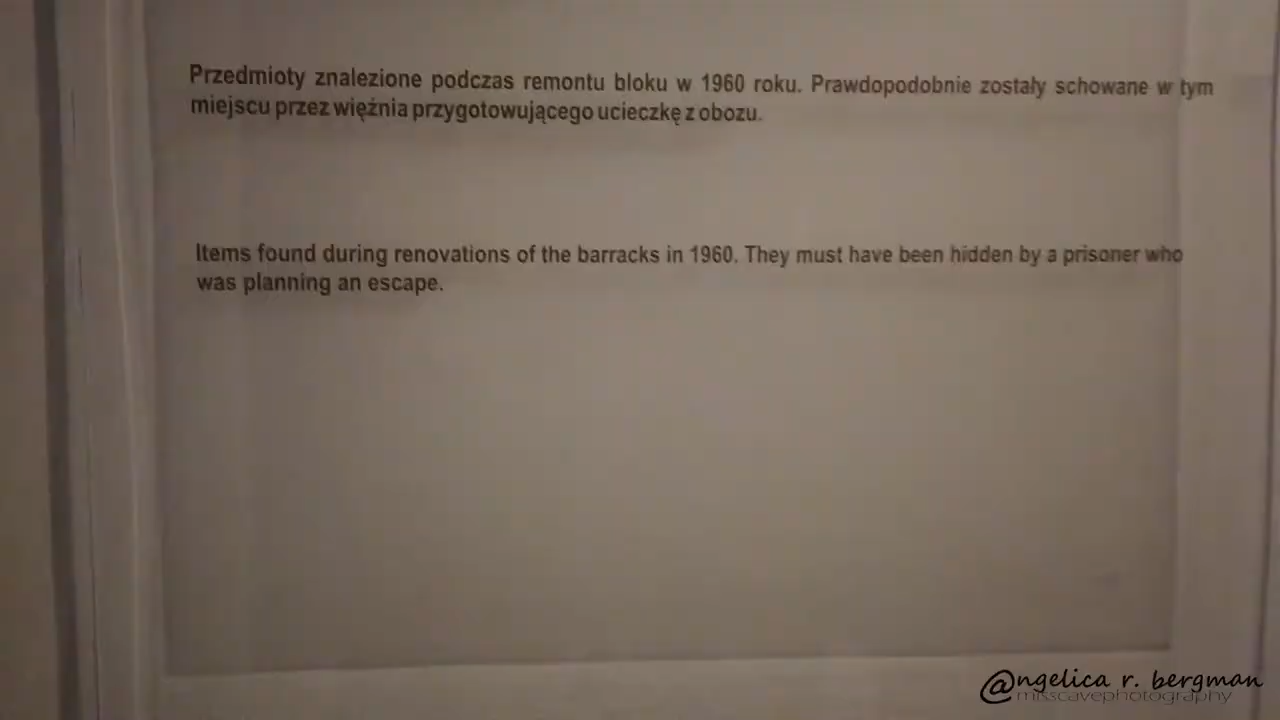 Przedmioty znalezione podczas remontu bloku w 1960 roku. Prawdopodobnie zostały schowane w tym
miejscu przez więźnia przygotowującego ucieczkę z obozu.
Items found during renovations of the barracks in 1960. They must have been hidden by a prisoner who
was planning an escape.
@ngelica r. bergman
misscavephotography